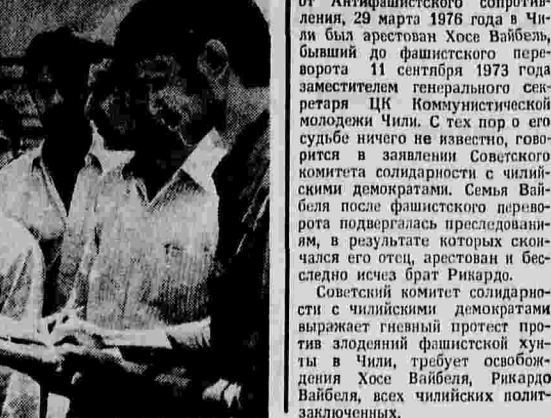 от Антифашистского сопротив-
ления, 29 марта 1976 года в Чи-
ли был арестован Хосе Вайбель,
бывший до фашистского пере-
ворота 11 сентября 1973 года
заместителем генерального сек-
ретаря ЦК Коммунистической
молодежи Чили. С тех пор о его
судьбе ничего не известно, гово-
рится в заявлении Советского
комитета солидарности с чилий-
скими демократами. Семья Вай-
беля после фашистского перево-
рота подвергалась преследовани-
ям, в результате которых скон-
чался его отец, арестован и бес-
следно исчез брат Рикардо.
Советский комитет солидарно-
сти с чилийскими демократами
выражает гневный протест про-
тив злодеяний фашистской хун-
ты в Чили, требует освобож-
дения Хосе Вайбеля, Рикардо
Вайбеля, всех чилийских полит-
заключенных.